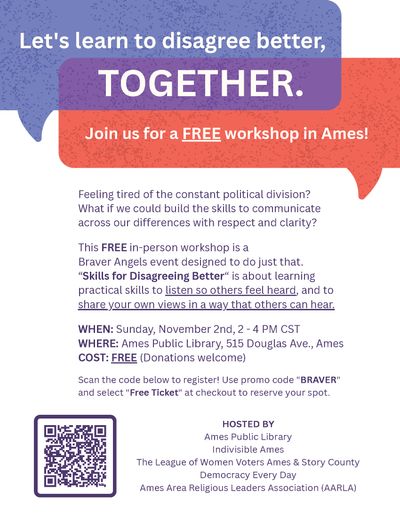 Let's learn to disagree better,
TOGETHER.
Join us for a FREE workshop in Ames!
Feeling tired of the constant political division?
What if we could build the skills to communicate
across our differences with respect and clarity?
This FREE in-person workshop is a
Braver Angels event designed to do just that.
“Skills for Disagreeing Better“ is about learning
practical skills to listen so others feel heard, and to
share your own views in a way that others can hear.
WHEN: Sunday, November 2nd, 2 - 4 PM CST
WHERE: Ames Public Library, 515 Douglas Ave., Ames
COST: FREE (Donations welcome)
Scan the code below to register! Use promo code "BRAVER"
and select "Free Ticket" at checkout to reserve your spot.
HOSTED BY
Ames Public Library
Indivisible Ames
The League of Women Voters Ames & Story County
Democracy Every Day
Ames Area Religious Leaders Association (AARLA)